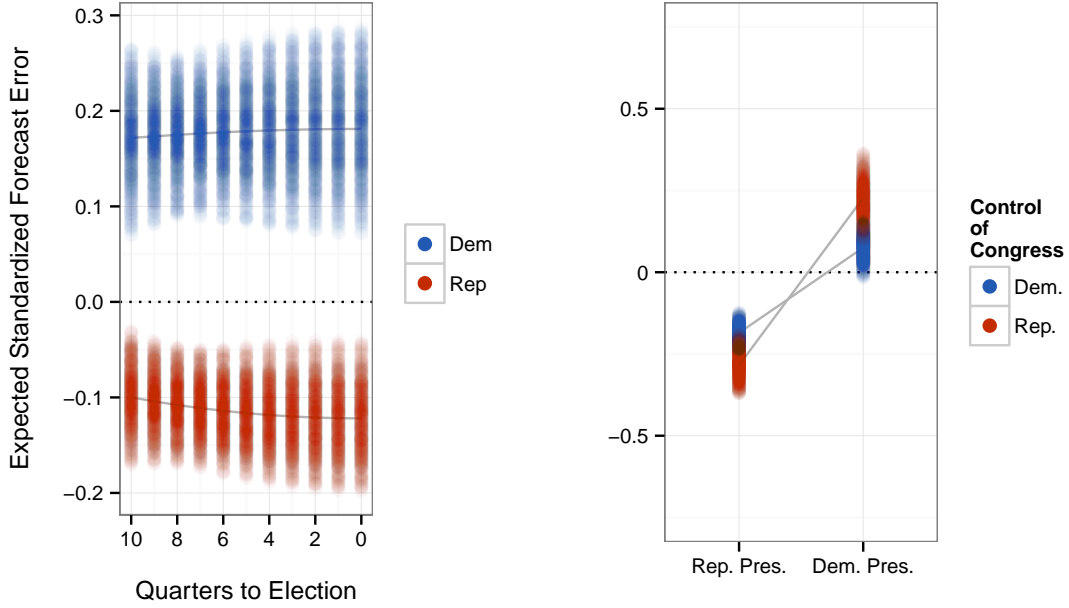 Expected Standardized Forecast Error
0.3
0.2
0.1
0.0
−0.1
−0.2
10 8 6 4 2 0
Quarters to Election
Dem
Rep
0.5
0
−0.5
Rep. Pres. Dem. Pres.
Control
of
Congress
Dem.
Rep.